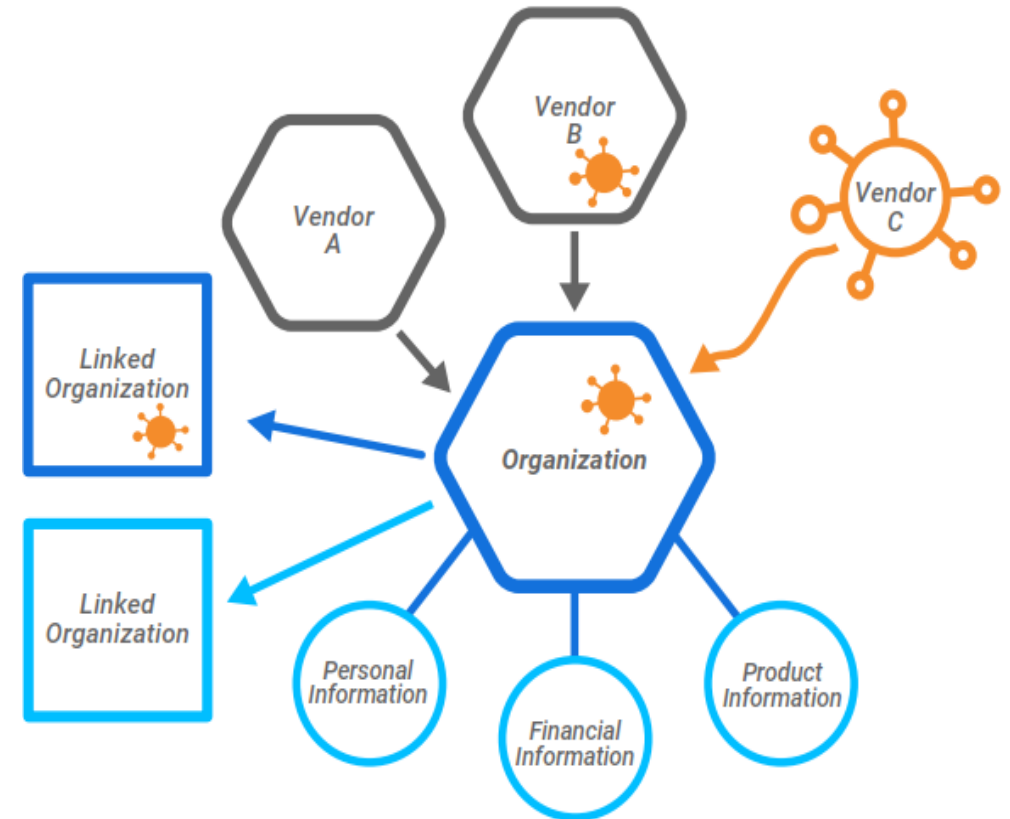 Vendor
B
Vendor
A
Vendor
C
Linked
Organization
Organization
Linked
Organization
Personal
Information
Financial
Information
Product
Information